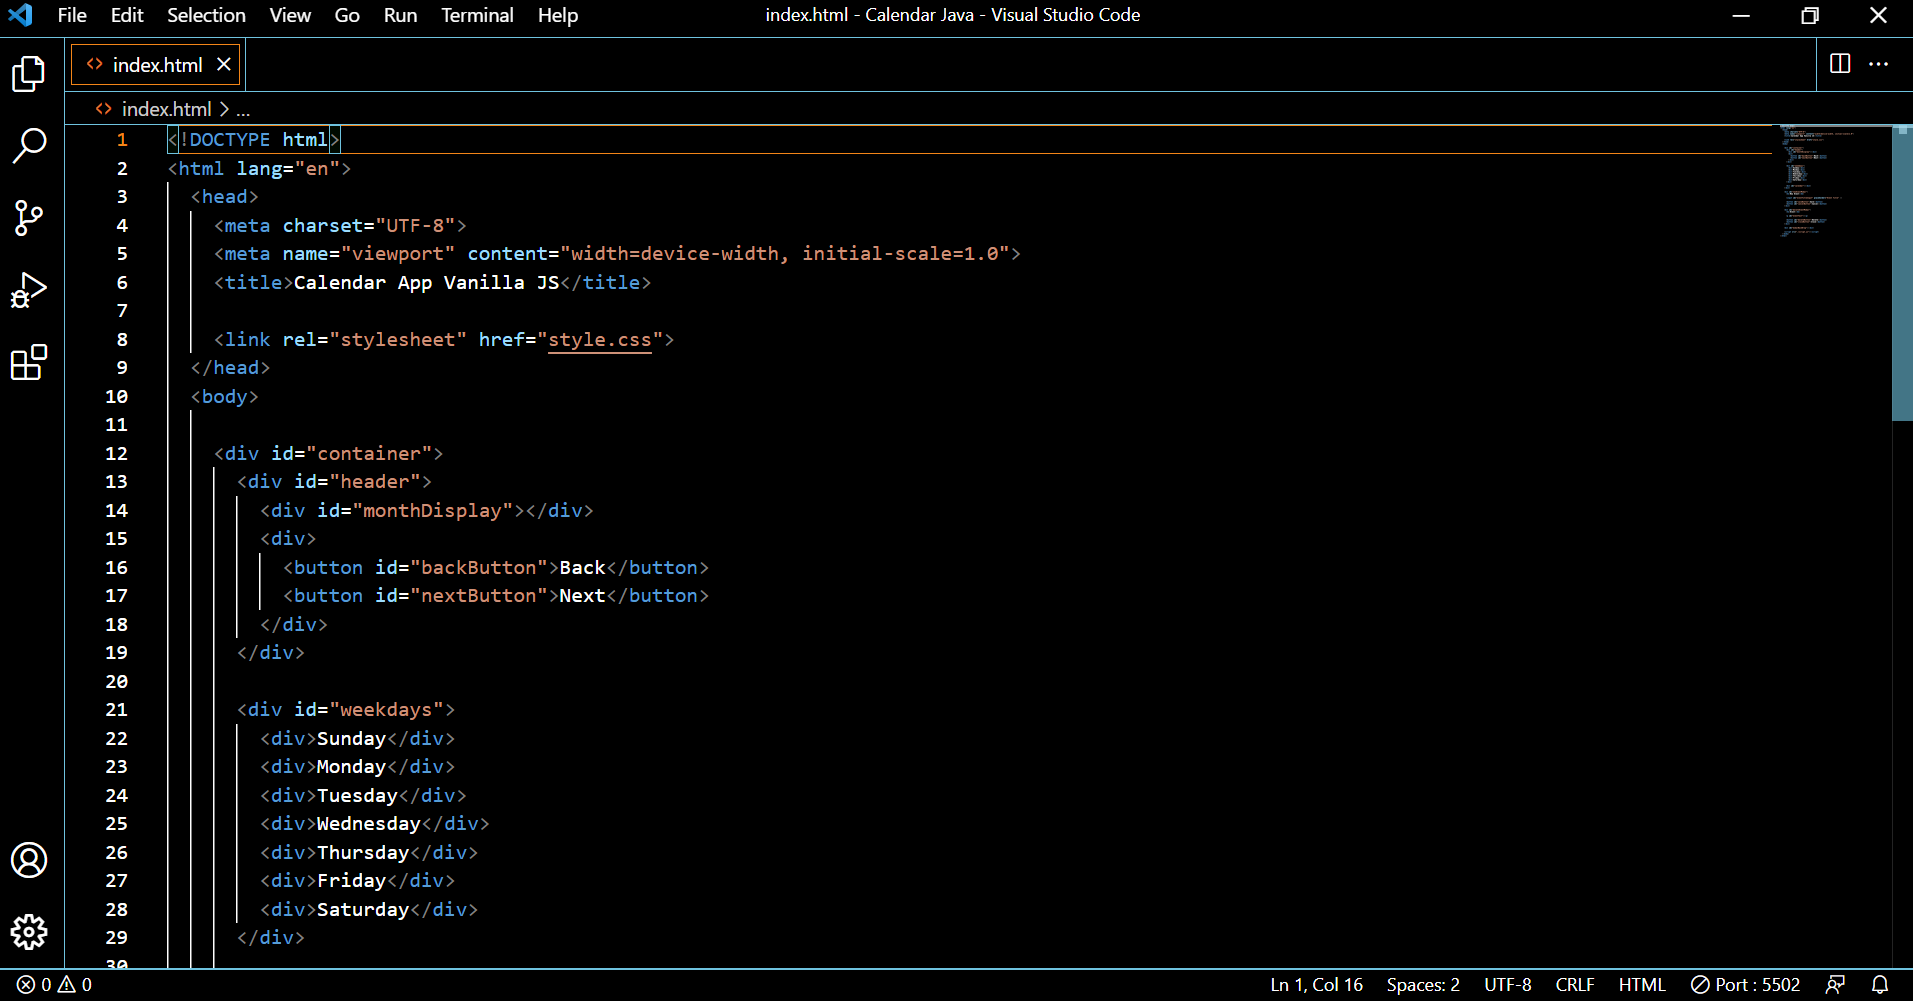 File Edit Selection View Go Run Terminal Help index.html - Calendar Java - Visual Studio Code
index.html
index.html > ...
1 <!DOCTYPE html>
2 <html lang="en">
3 <head>
4 <meta charset="UTF-8">
5 <meta name="viewport" content="width=device-width, initial-scale=1.0">
6 <title>Calendar App Vanilla JS</title>
7
8 <link rel="stylesheet" href="style.css">
9 </head>
10 <body>
11
12 <div id="container">
13 <div id="header">
14 <div id="monthDisplay"></div>
15 <div>
16 <button id="backButton">Back</button>
17 <button id="nextButton">Next</button>
18 </div>
19 </div>
20
21 <div id="weekdays">
22 <div>Sunday</div>
23 <div>Monday</div>
24 <div>Tuesday</div>
25 <div>Wednesday</div>
26 <div>Thursday</div>
27 <div>Friday</div>
28 <div>Saturday</div>
29 </div>
30
0 0 Ln 1, Col 16 Spaces: 2 UTF-8 CRLF HTML Port : 5502